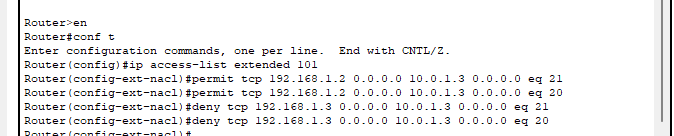 Router>en
Router#conf t
Enter configuration commands, one per line.  End with CNTL/Z.
Router(config)#ip access-list extended 101
Router(config-ext-nacl)#permit tcp 192.168.1.2 0.0.0.0 10.0.1.3 0.0.0.0 eq 21
Router(config-ext-nacl)#permit tcp 192.168.1.2 0.0.0.0 10.0.1.3 0.0.0.0 eq 20
Router(config-ext-nacl)#deny tcp 192.168.1.3 0.0.0.0 10.0.1.3 0.0.0.0 eq 21
Router(config-ext-nacl)#deny tcp 192.168.1.3 0.0.0.0 10.0.1.3 0.0.0.0 eq 20
Router(config-ext-nacl)#